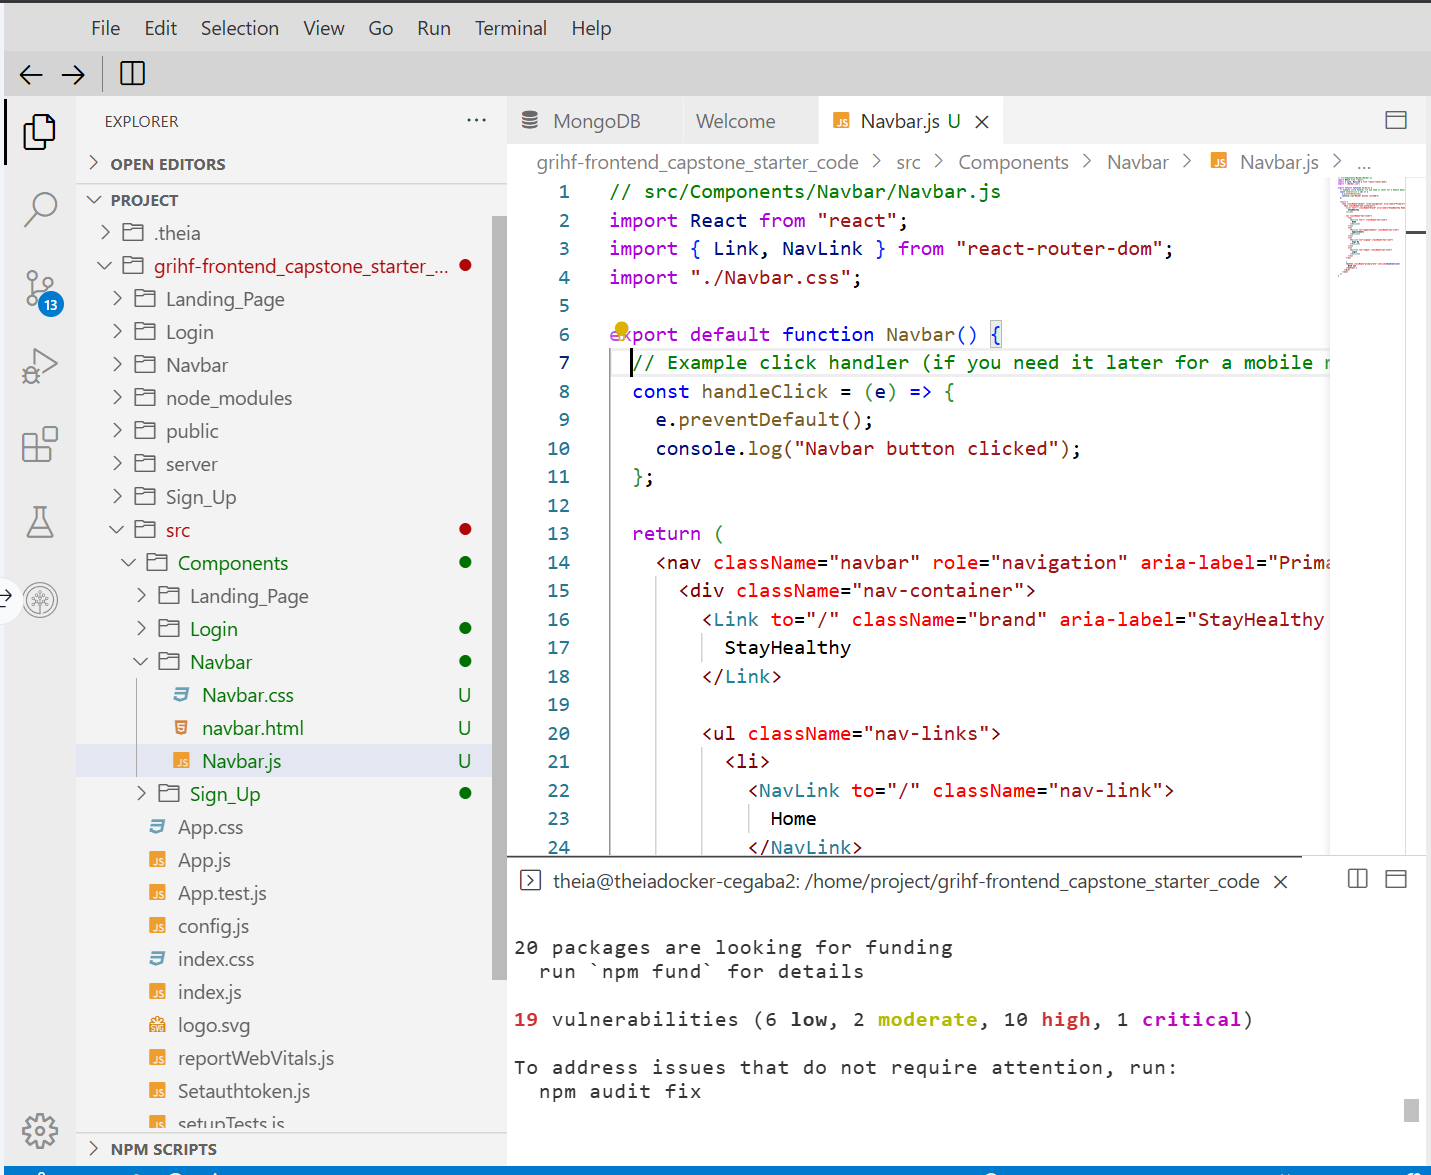 File Edit Selection View Go Run Terminal Help
EXPLORER
OPEN EDITORS
PROJECT
.theia
grihf-frontend_capstone_starter_...
Landing_Page
Login
Navbar
node_modules
public
server
Sign_Up
src
Components
Landing_Page
Login
Navbar
Navbar.css U
navbar.html U
Navbar.js U
Sign_Up
App.css
App.js
App.test.js
config.js
index.css
index.js
logo.svg
reportWebVitals.js
Setauthtoken.js
setupTests.js
NPM SCRIPTS
13
MongoDB Welcome Navbar.js U
grihf-frontend_capstone_starter_code > src > Components > Navbar > Navbar.js > ...
1 // src/Components/Navbar/Navbar.js
2 import React from "react";
3 import { Link, NavLink } from "react-router-dom";
4 import "./Navbar.css";
5
6 export default function Navbar() {
7 // Example click handler (if you need it later for a mobile
8 const handleClick = (e) => {
9 e.preventDefault();
10 console.log("Navbar button clicked");
11 };
12
13 return (
14 <nav className="navbar" role="navigation" aria-label="Prima
15 <div className="nav-container">
16 <Link to="/" className="brand" aria-label="StayHealthy
17 StayHealthy
18 </Link>
19
20 <ul className="nav-links">
21 <li>
22 <NavLink to="/" className="nav-link">
23 Home
24 </NavLink>
theia@theiadocker-cegaba2: /home/project/grihf-frontend_capstone_starter_code
20 packages are looking for funding
run `npm fund` for details
19 vulnerabilities (6 low, 2 moderate, 10 high, 1 critical)
To address issues that do not require attention, run:
npm audit fix